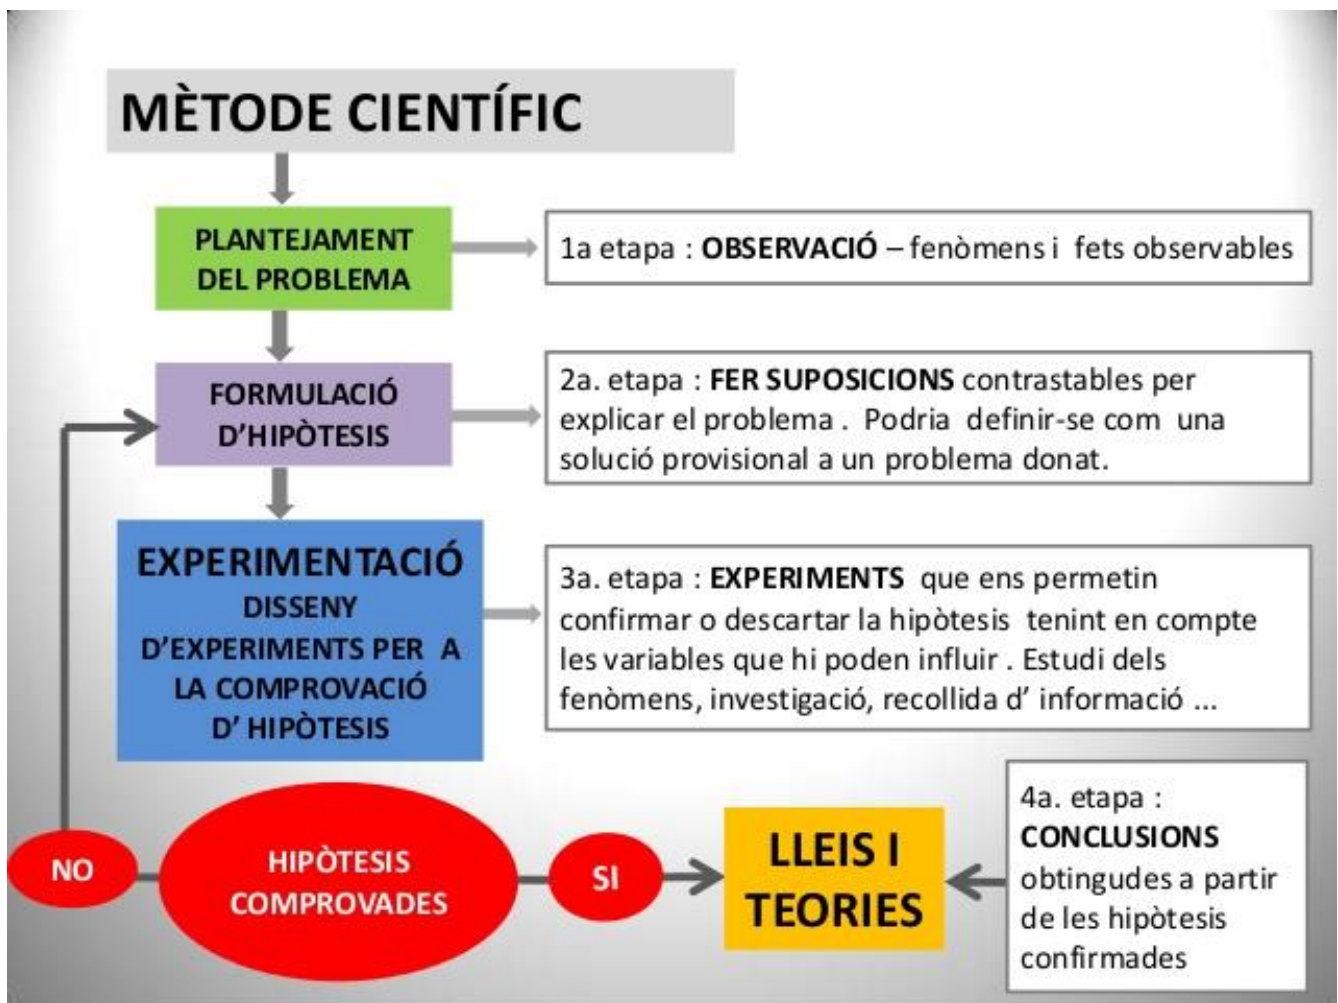 MÈTODE CIENTÍFIC
PLANTEJAMENT
DEL PROBLEMA
1a etapa : OBSERVACIÓ – fenòmens i fets observables
FORMULACIÓ
D'HIPÒTESIS
2a. etapa : FER SUPOSICIONS contrastables per
explicar el problema . Podria definir-se com una
solució provisional a un problema donat.
EXPERIMENTACIÓ
DISSENY
D'EXPERIMENTS PER A
LA COMPROVACIÓ
D' HIPÒTESIS
3a. etapa : EXPERIMENTS que ens permetin
confirmar o descartar la hipòtesis tenint en compte
les variables que hi poden influir . Estudi dels
fenòmens, investigació, recollida d' informació ...
NO
HIPÒTESIS
COMPROVADES
SI
LLEIS I
TEORIES
4a. etapa :
CONCLUSIONS
obtingudes a partir
de les hipòtesis
confirmades